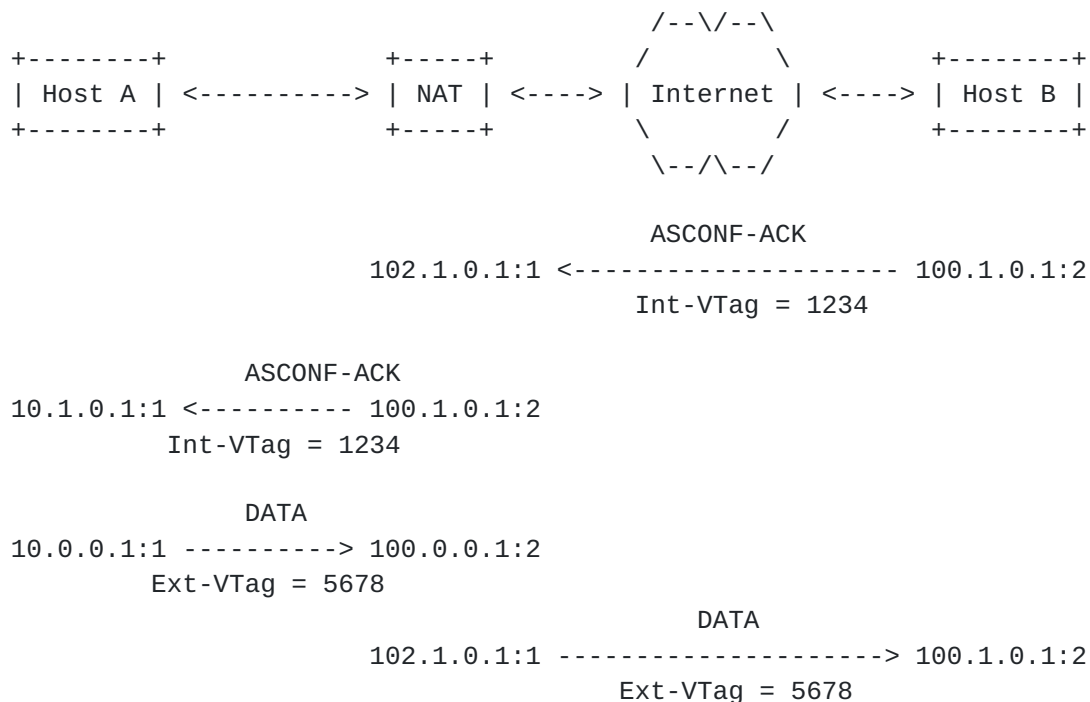 /--\/--\
+--------+ +-----+ / \ +--------+
| Host A | <----------> | NAT | <----> | Internet | <----> | Host B |
+--------+ +-----+ \ / +--------+
\--/\--/
ASCONF-ACK
102.1.0.1:1 <--------------------- 100.1.0.1:2
Int-VTag = 1234
ASCONF-ACK
10.1.0.1:1 <---------- 100.1.0.1:2
Int-VTag = 1234
DATA
10.0.0.1:1 ----------> 100.0.0.1:2
Ext-VTag = 5678
DATA
102.1.0.1:1 ---------------------> 100.1.0.1:2
Ext-VTag = 5678